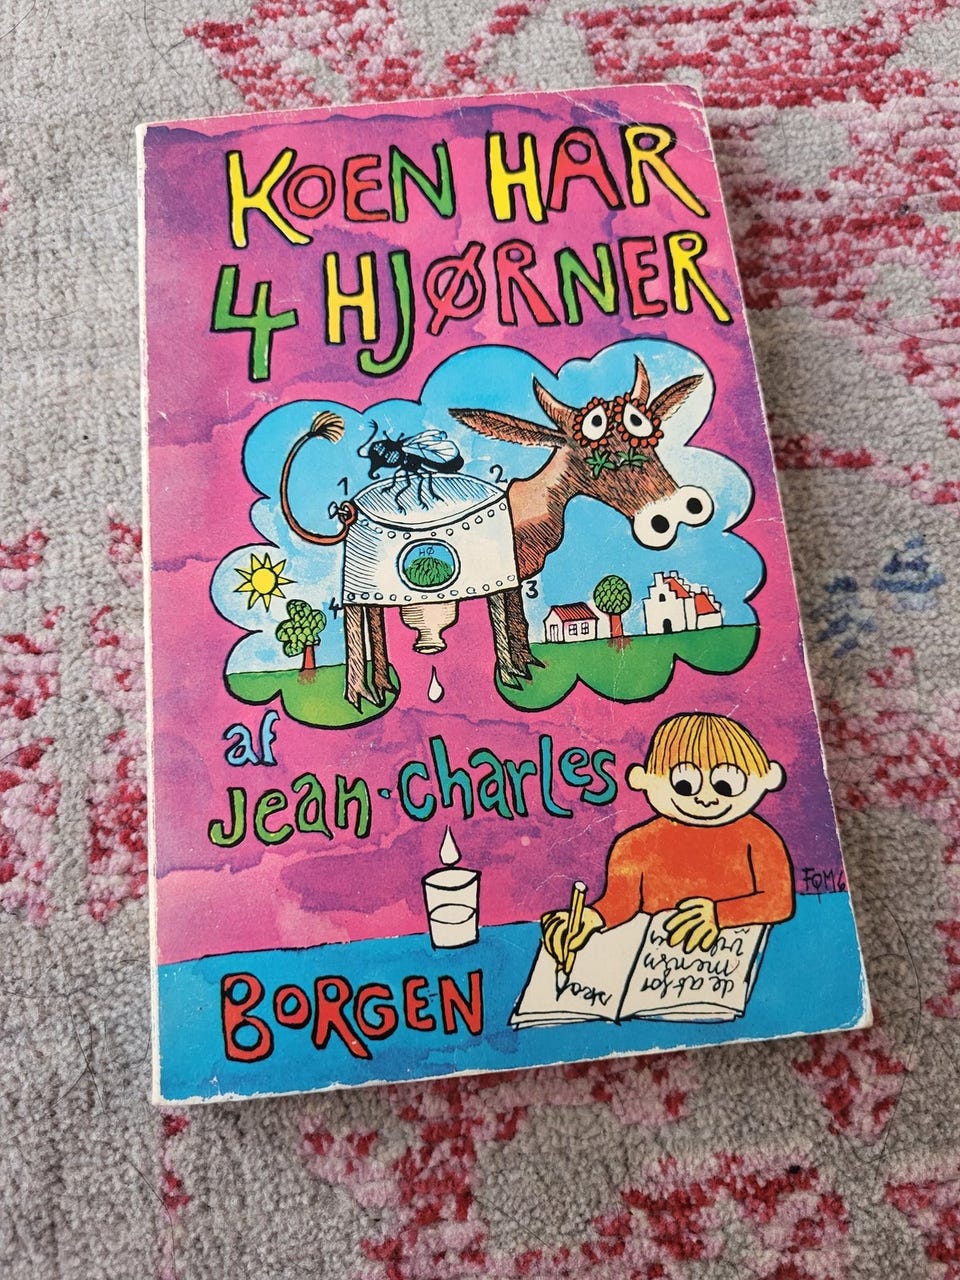 KOEN HAR
4 HJØRNER
1
2
HØ
3
4
af
Jean-Charles
BORGEN